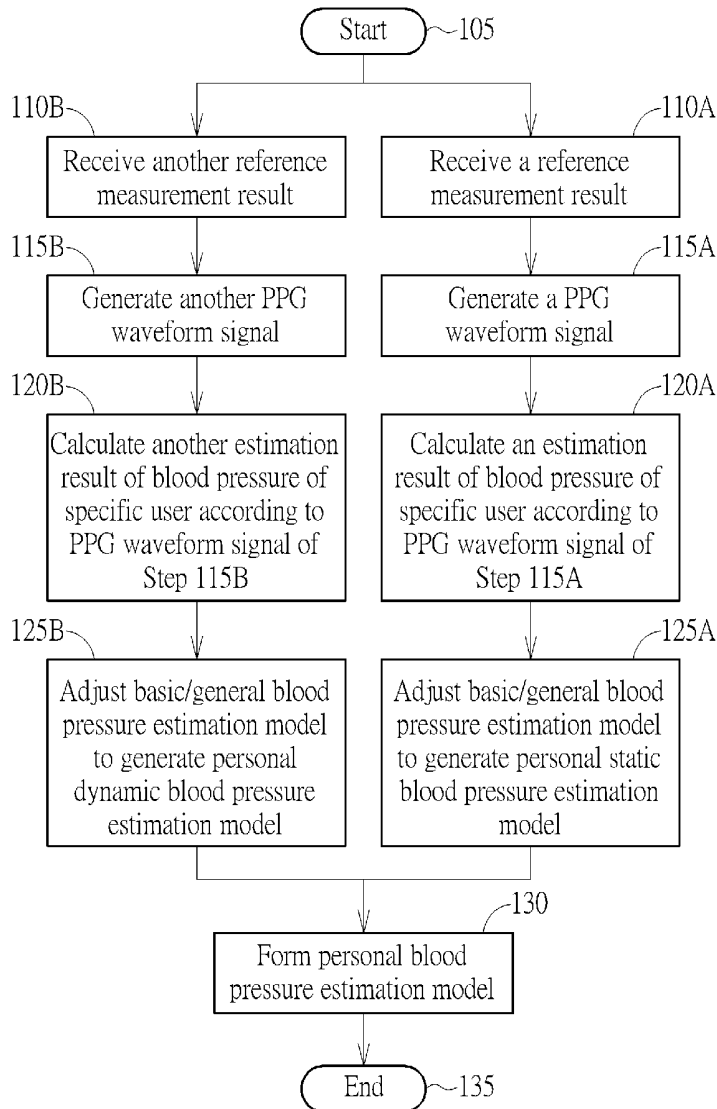 Start
105
110B
110A
Receive another reference
measurement result
Receive a reference
measurement result
115B
115A
Generate another PPG
waveform signal
Generate a PPG
waveform signal
120B
120A
Calculate another estimation
result of blood pressure of
specific user according to
PPG waveform signal of
Step 115B
Calculate an estimation
result of blood pressure of
specific user according to
PPG waveform signal of
Step 115A
125B
125A
Adjust basic/general blood
pressure estimation model
to generate personal
dynamic blood pressure
estimation model
Adjust basic/general blood
pressure estimation model
to generate personal static
blood pressure estimation
model
130
Form personal blood
pressure estimation model
End
135